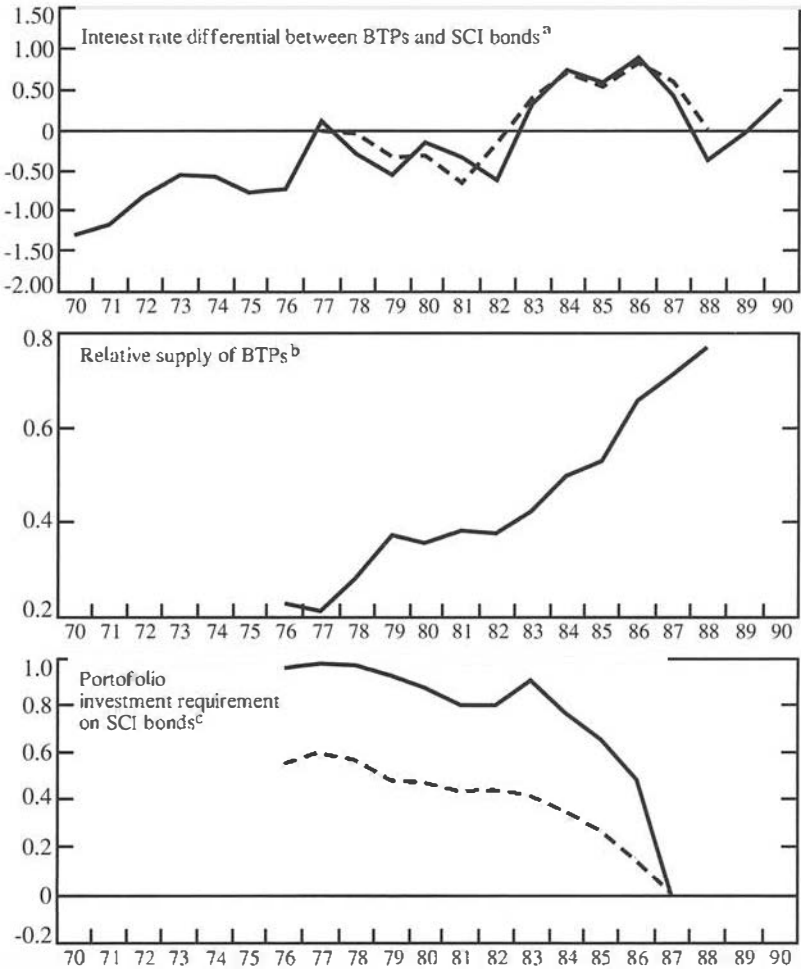 1.50
Interest rate differential between BTPs and SCI bonds a
1.00
0.50
0
-0.50
-1.00
-1.50
-2.00
70 71 72 73 74 75 76 77 78 79 80 81 82 83 84 85 86 87 88 89 90
0.8
Relative supply of BTPs b
0.6
0.4
0.2
70 71 72 73 74 75 76 77 78 79 80 81 82 83 84 85 86 87 88 89 90
1.0
Portofolio
investment requirement
on SCI bonds c
0.8
0.6
0.4
0.2
0
-0.2
70 71 72 73 74 75 76 77 78 79 80 81 82 83 84 85 86 87 88 89 90